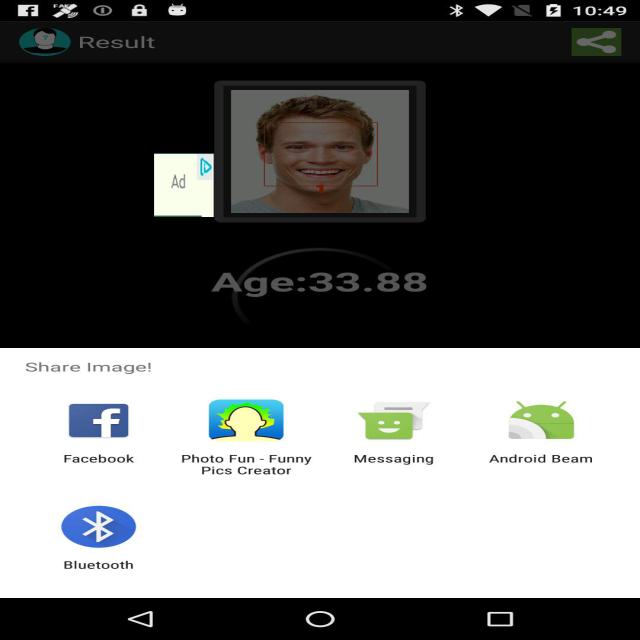 10:49
Result
Ad
1
Age:33.88
Share Image!
Facebook
Photo Fun - Funny
Pics Creator
Messaging
Android Beam
Bluetooth